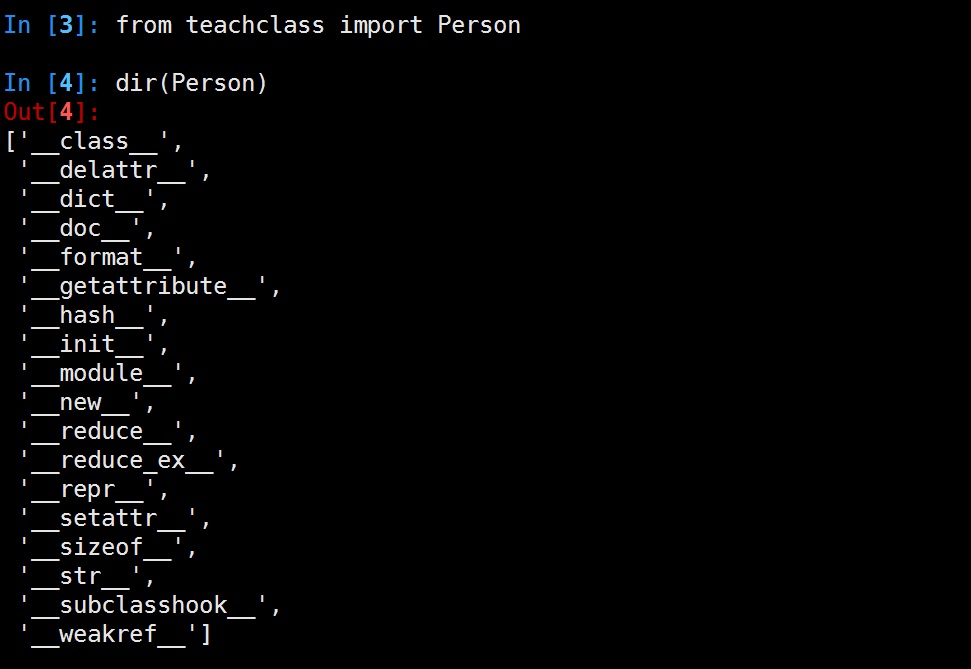 In [3]: from teachclass import Person
In [4]: dir(Person)
Out[4]:
['__class__',
 '__delattr__',
 '__dict__',
 '__doc__',
 '__format__',
 '__getattribute__',
 '__hash__',
 '__init__',
 '__module__',
 '__new__',
 '__reduce__',
 '__reduce_ex__',
 '__repr__',
 '__setattr__',
 '__sizeof__',
 '__str__',
 '__subclasshook__',
 '__weakref__']